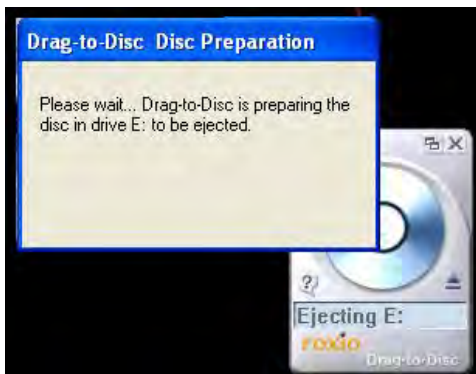 Drag-to-Disc Disc Preparation
Please wait... Drag-to-Disc is preparing the
disc in drive E: to be ejected.
?
Ejecting E:
roxio
Drag-to-Disc